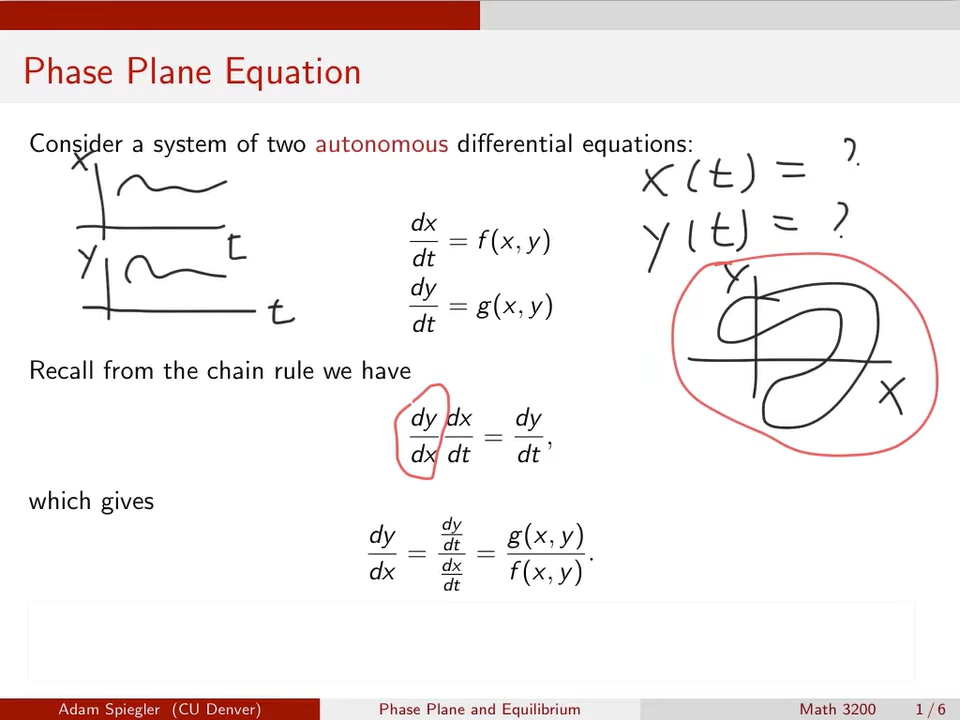 Phase Plane Equation
Consider a system of two autonomous differential equations:
x
x(t) = ?
t
y(t) = ?
y
t
dx/dt = f(x, y)
dy/dt = g(x, y)
y
x
Recall from the chain rule we have
dy/dx dx/dt = dy/dt,
which gives
dy/dx = (dy/dt)/(dx/dt) = g(x, y)/f(x, y).
Adam Spiegler (CU Denver) Phase Plane and Equilibrium Math 3200 1 / 6